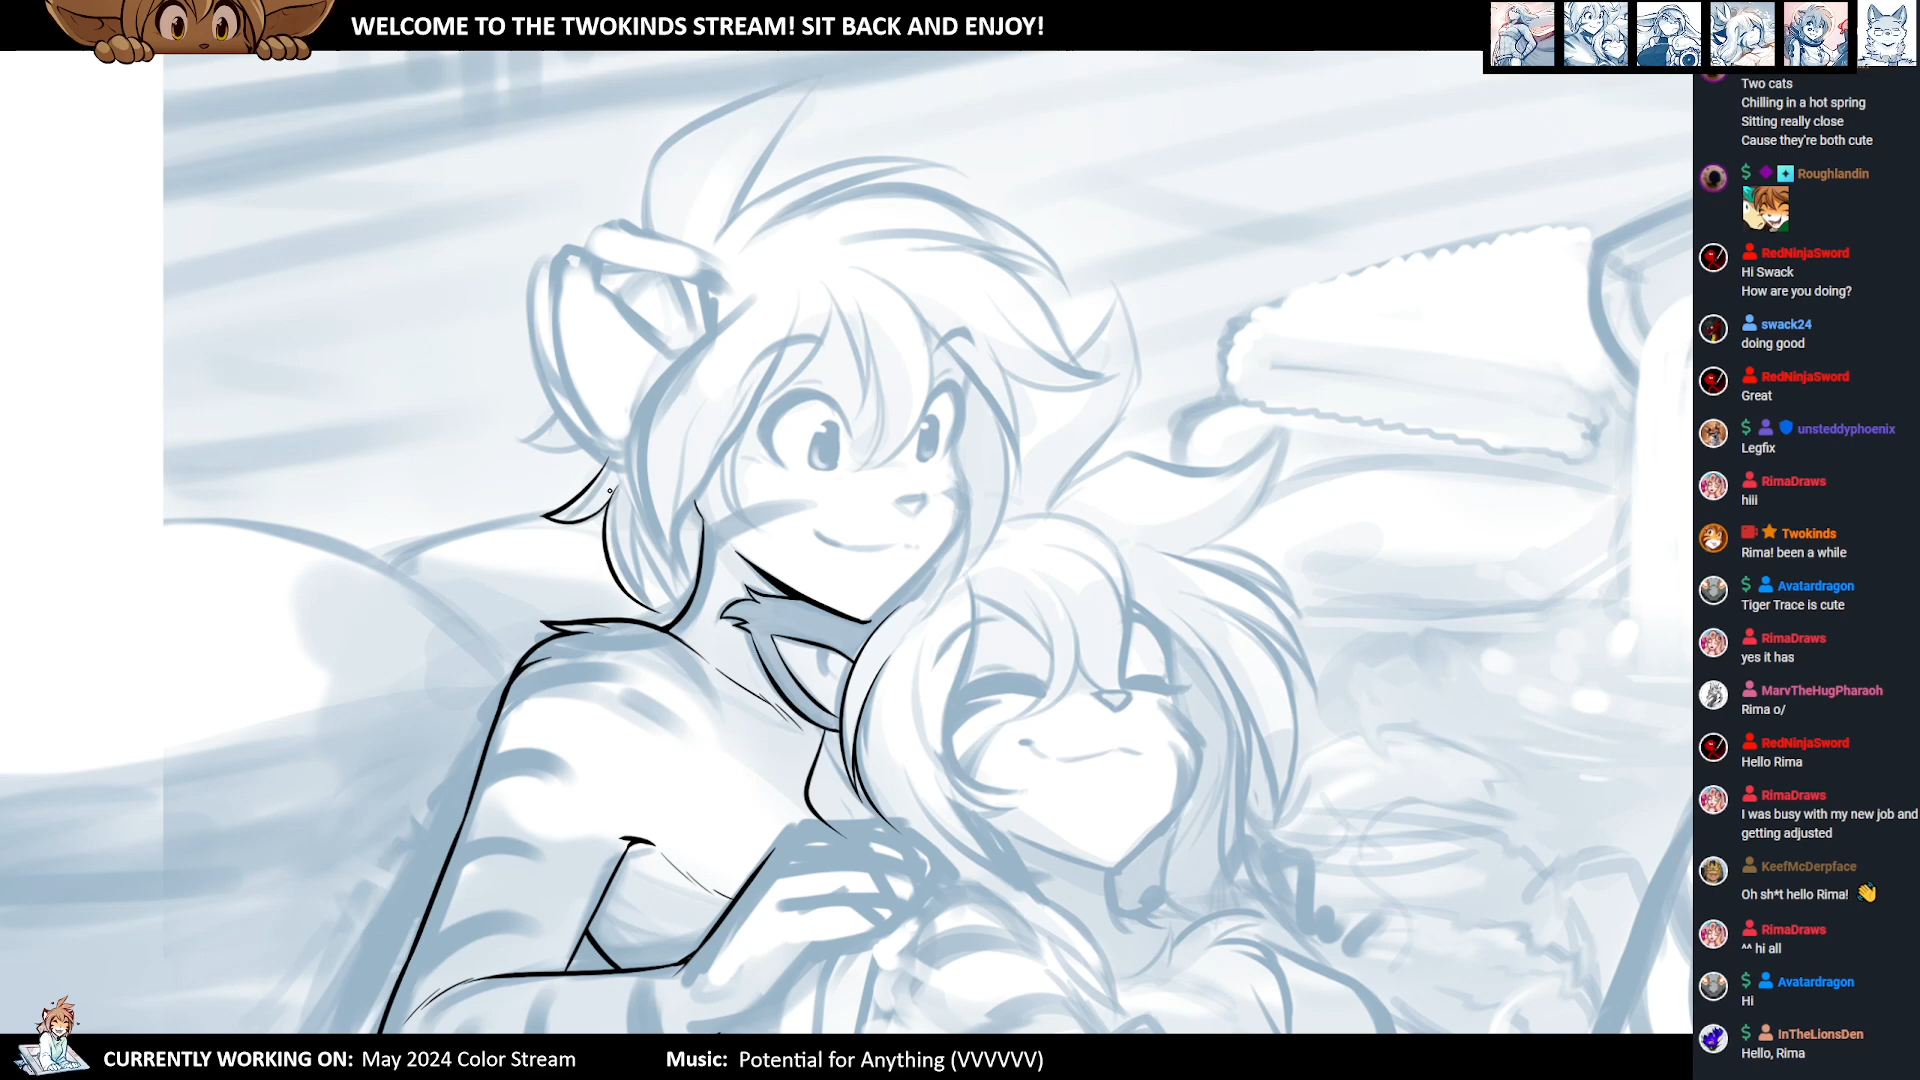 WELCOME TO THE TWOKINDS STREAM! SIT BACK AND ENJOY!
Two cats
Chilling in a hot spring
Sitting really close
Cause they're both cute
Roughlandin
RedNinjaSword
Hi Swack
How are you doing?
swack24
doing good
RedNinjaSword
Great
unsteddyphoenix
Legfix
RimaDraws
hiii
Twokinds
Rima! been a while
Avatardragon
Tiger Trace is cute
RimaDraws
yes it has
MarvTheHugPharaoh
Rima o/
RedNinjaSword
Hello Rima
RimaDraws
I was busy with my new job and
getting adjusted
KeefMcDerpface
Oh sh*t hello Rima! 👋
RimaDraws
^^ hi all
Avatardragon
Hi
InTheLionsDen
Hello, Rima
CURRENTLY WORKING ON: May 2024 Color Stream
Music: Potential for Anything (VVVVVV)